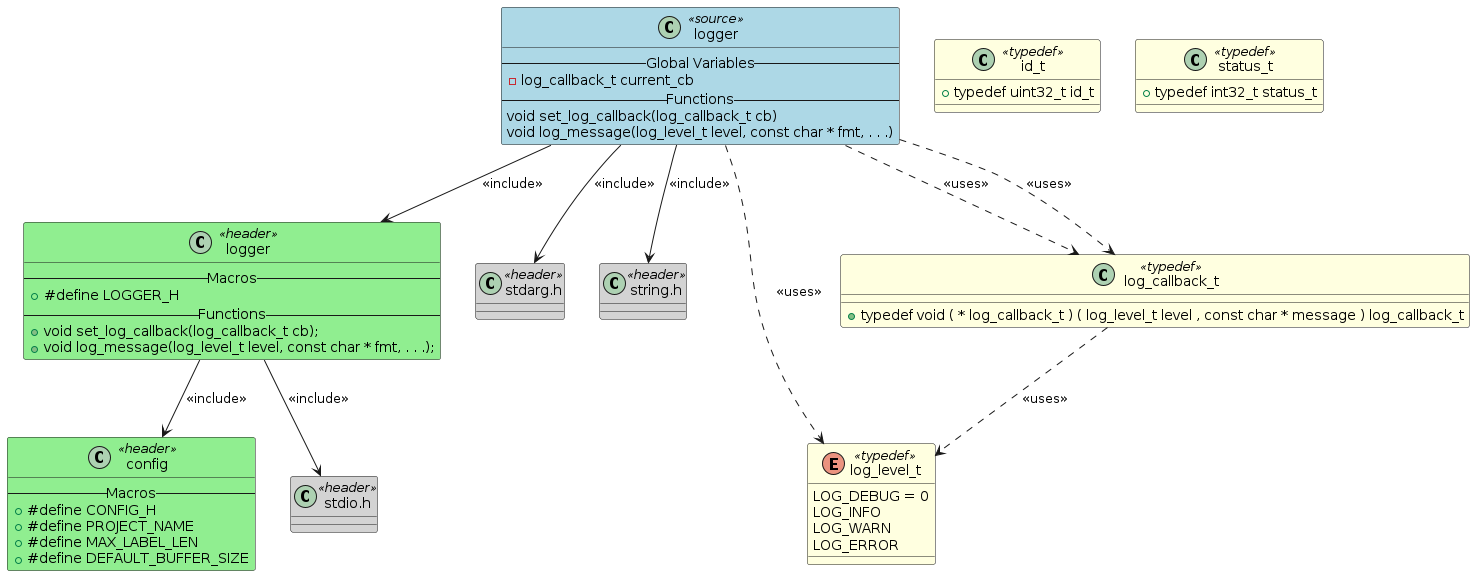 C «source»
logger
Global Variables
log_callback_t current_cb
Functions
void set_log_callback(log_callback_t cb)
void log_message(log_level_t level, const char * fmt, . . .)
C «typedef»
id_t
typedef uint32_t id_t
C «typedef»
status_t
typedef int32_t status_t
«include»
«include»
«include»
«uses»
«uses»
C «header»
logger
Macros
#define LOGGER_H
Functions
void set_log_callback(log_callback_t cb);
void log_message(log_level_t level, const char * fmt, . . .);
C «header»
stdarg.h
C «header»
string.h
«uses»
C «typedef»
log_callback_t
typedef void ( * log_callback_t ) ( log_level_t level , const char * message ) log_callback_t
«include»
«include»
«uses»
C «header»
config
Macros
#define CONFIG_H
#define PROJECT_NAME
#define MAX_LABEL_LEN
#define DEFAULT_BUFFER_SIZE
C «header»
stdio.h
E «typedef»
log_level_t
LOG_DEBUG = 0
LOG_INFO
LOG_WARN
LOG_ERROR